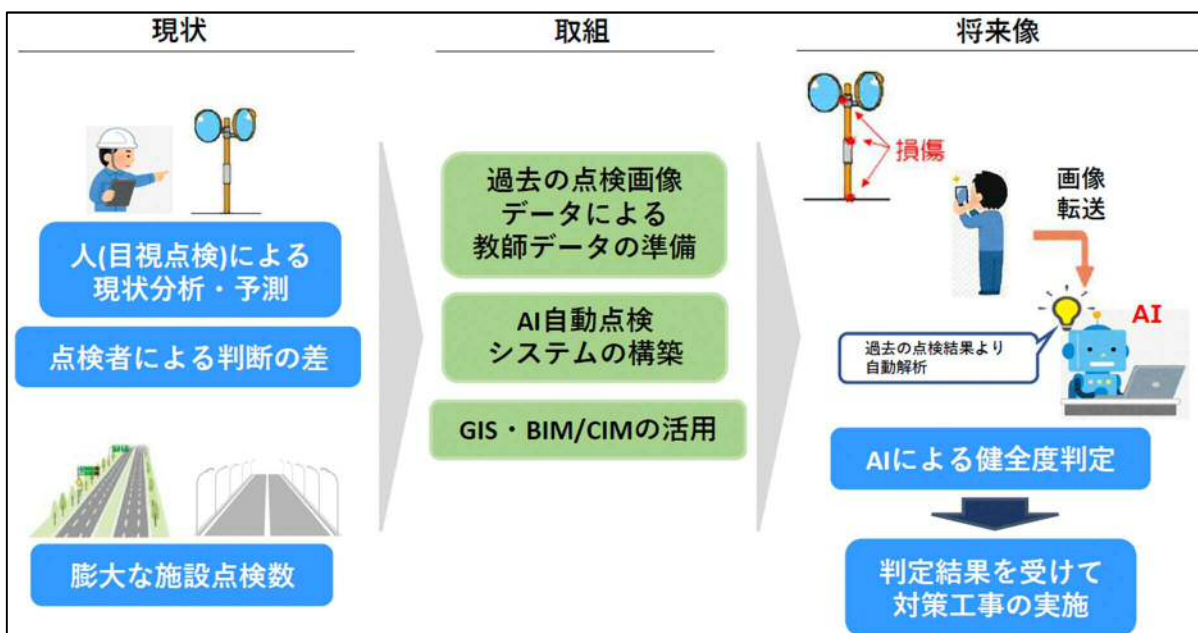 現状
人(目視点検)による
現状分析・予測
点検者による判断の差
膨大な施設点検数
取組
過去の点検画像
データによる
教師データの準備
AI自動点検
システムの構築
GIS・BIM/CIMの活用
将来像
損傷
画像
転送
AI
過去の点検結果より
自動解析
AIによる健全度判定
判定結果を受けて
対策工事の実施